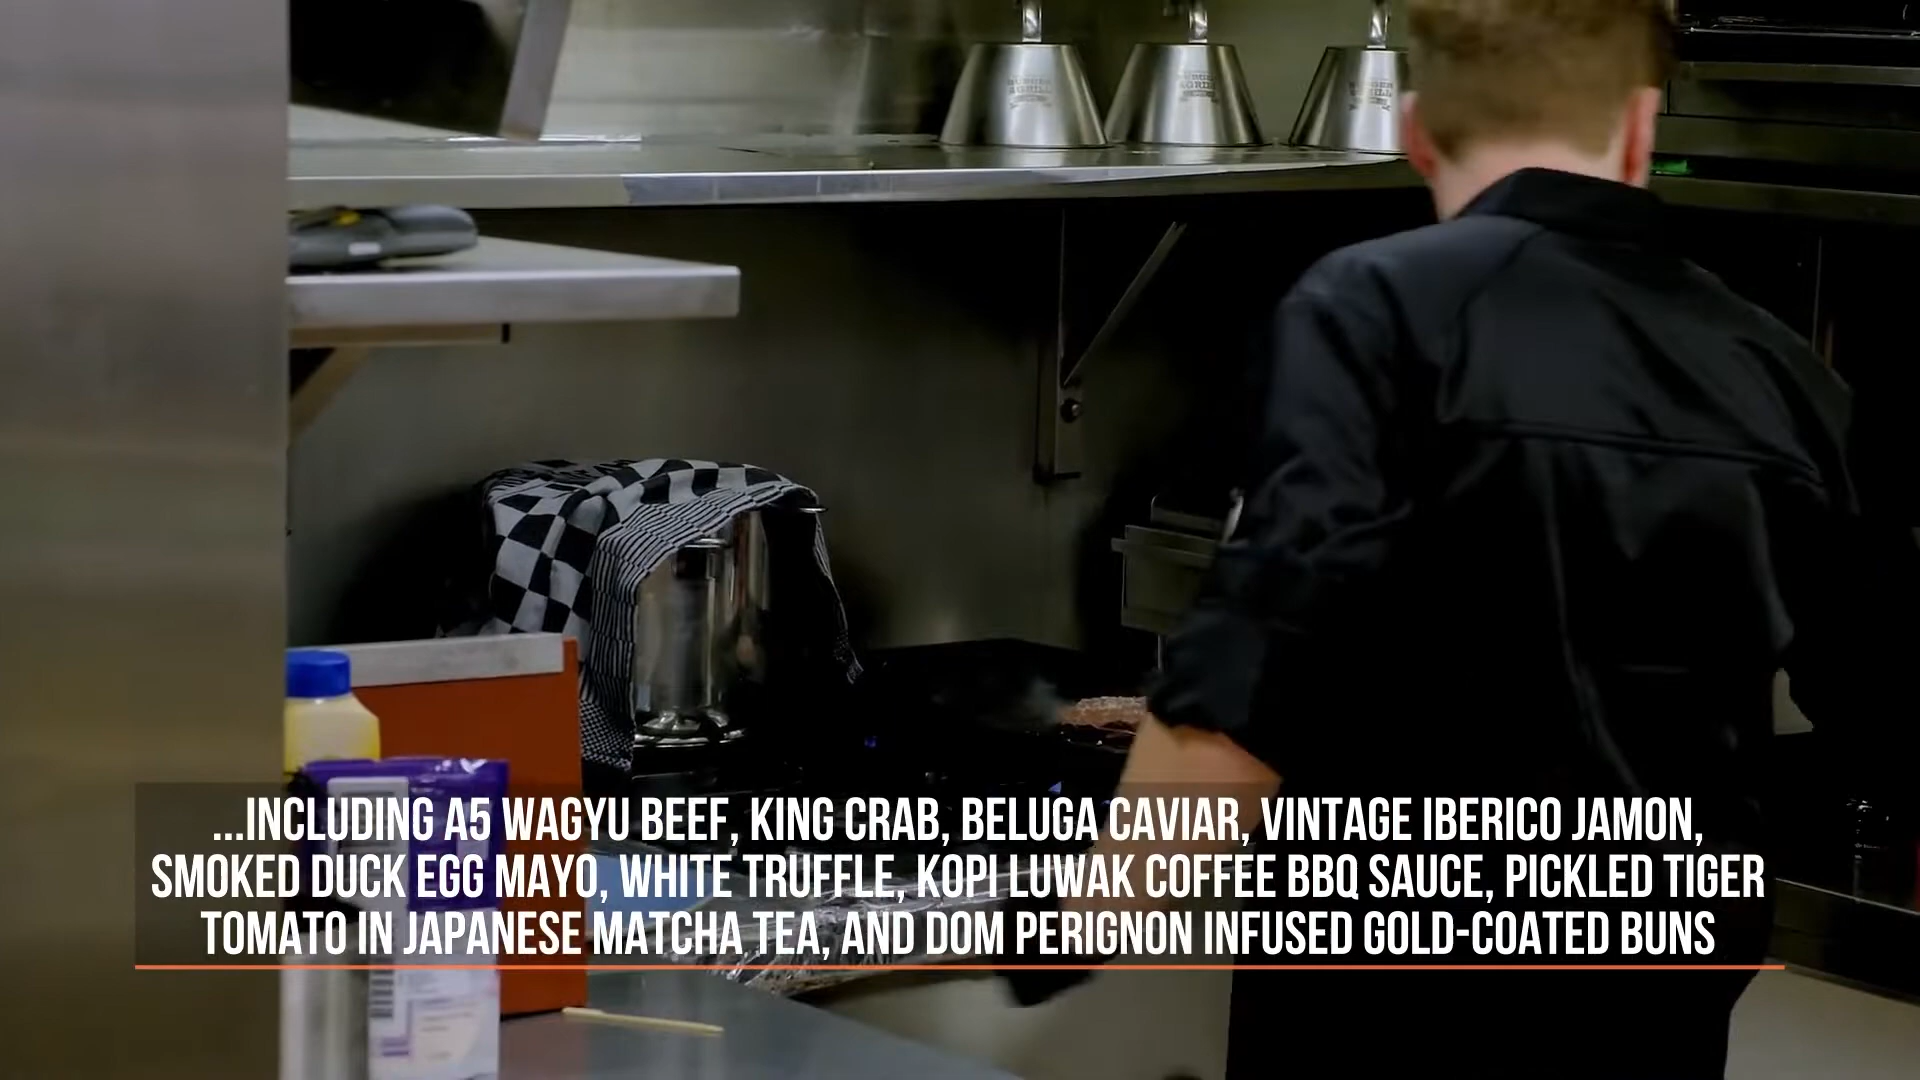 ...INCLUDING A5 WAGYU BEEF, KING CRAB, BELUGA CAVIAR, VINTAGE IBERICO JAMON,
SMOKED DUCK EGG MAYO, WHITE TRUFFLE, KOPI LUWAK COFFEE BBQ SAUCE, PICKLED TIGER
TOMATO IN JAPANESE MATCHA TEA, AND DOM PERIGNON INFUSED GOLD-COATED BUNS